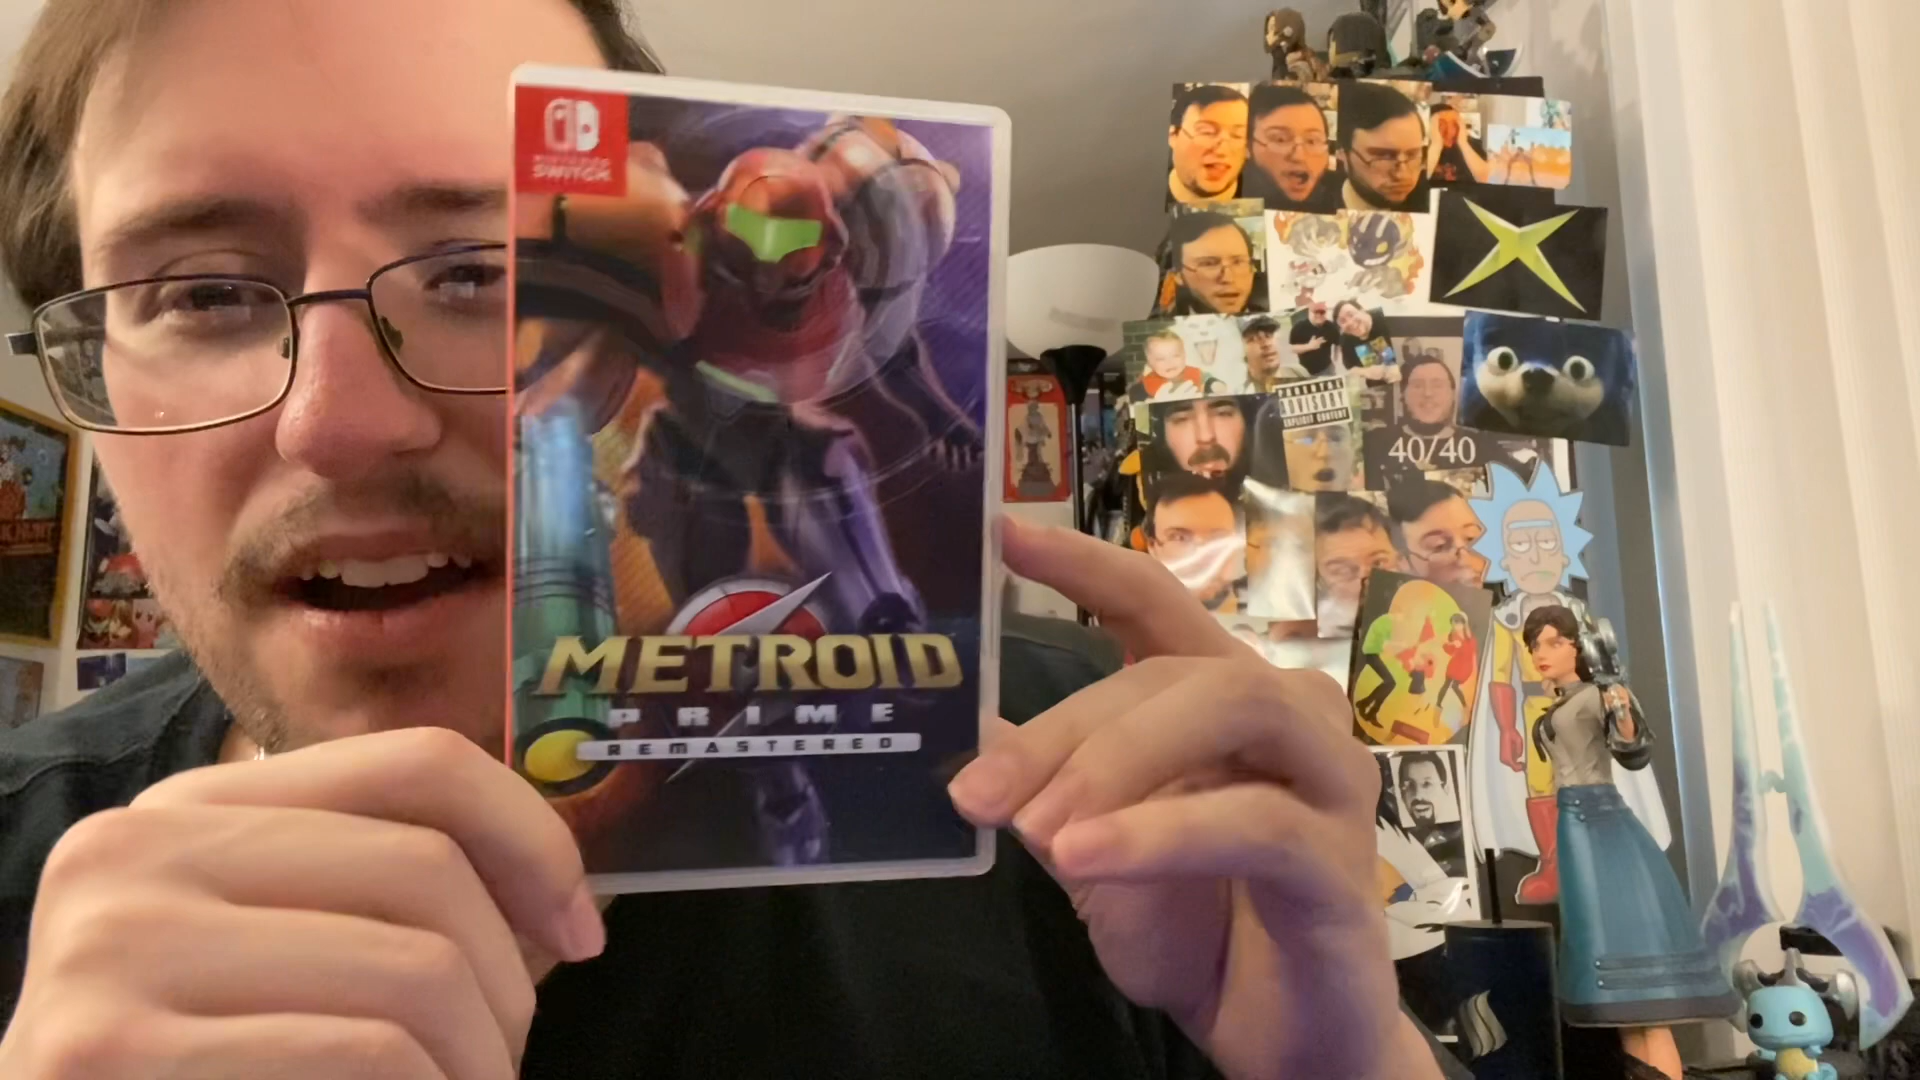 NINTENDO
SWITCH
METROID
PRIME
REMASTERED
PARENTAL
ADVISORY
EXPLICIT CONTENT
40/40